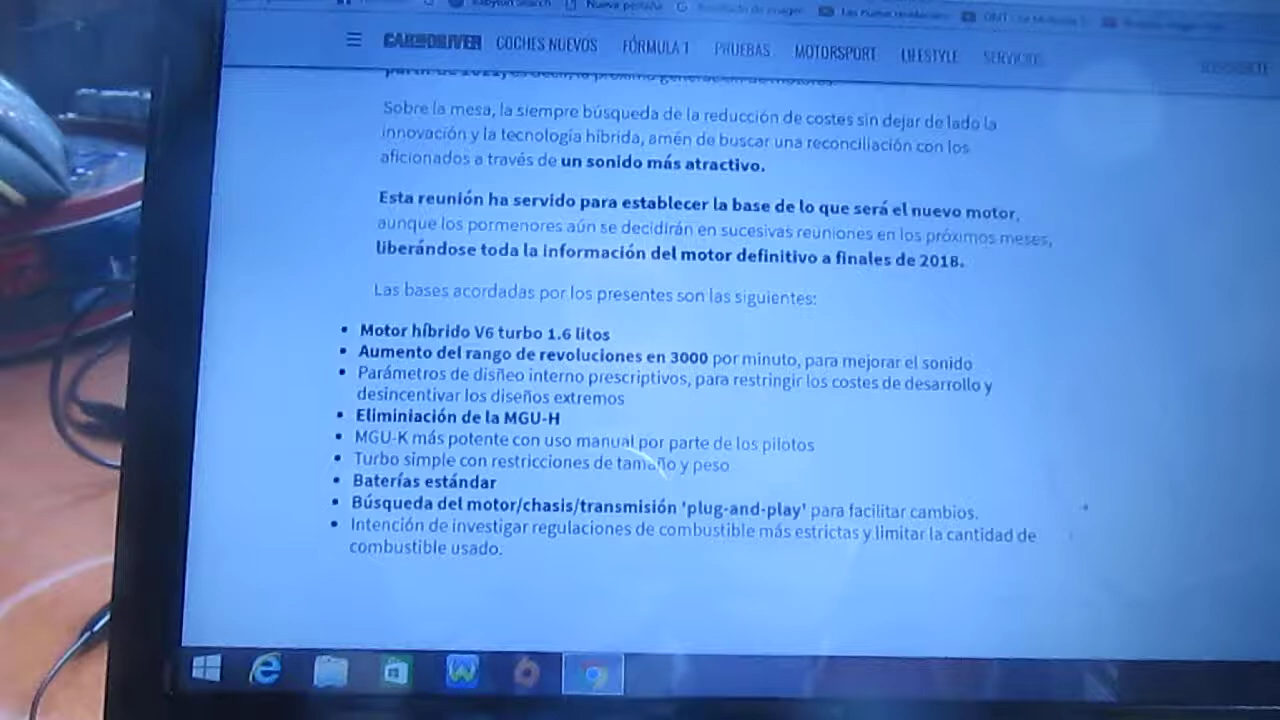 Nueva pestaña
CAR AND DRIVER COCHES NUEVOS FÓRMULA 1 PRUEBAS MOTORSPORT LIFESTYLE SERVICIOS
Sobre la mesa, la siempre búsqueda de la reducción de costes sin dejar de lado la
innovación y la tecnología híbrida, amén de buscar una reconciliación con los
aficionados a través de un sonido más atractivo.
Esta reunión ha servido para establecer la base de lo que será el nuevo motor,
aunque los pormenores aún se decidirán en sucesivas reuniones en los próximos meses,
liberándose toda la información del motor definitivo a finales de 2018.
Las bases acordadas por los presentes son las siguientes:
• Motor híbrido V6 turbo 1.6 litos
• Aumento del rango de revoluciones en 3000 por minuto, para mejorar el sonido
• Parámetros de disñeo interno prescriptivos, para restringir los costes de desarrollo y
desincentivar los diseños extremos
• Eliminiación de la MGU-H
• MGU-K más potente con uso manual por parte de los pilotos
• Turbo simple con restricciones de tamaño y peso
• Baterías estándar
• Búsqueda del motor/chasis/transmisión 'plug-and-play' para facilitar cambios.
• Intención de investigar regulaciones de combustible más estrictas y limitar la cantidad de
combustible usado.